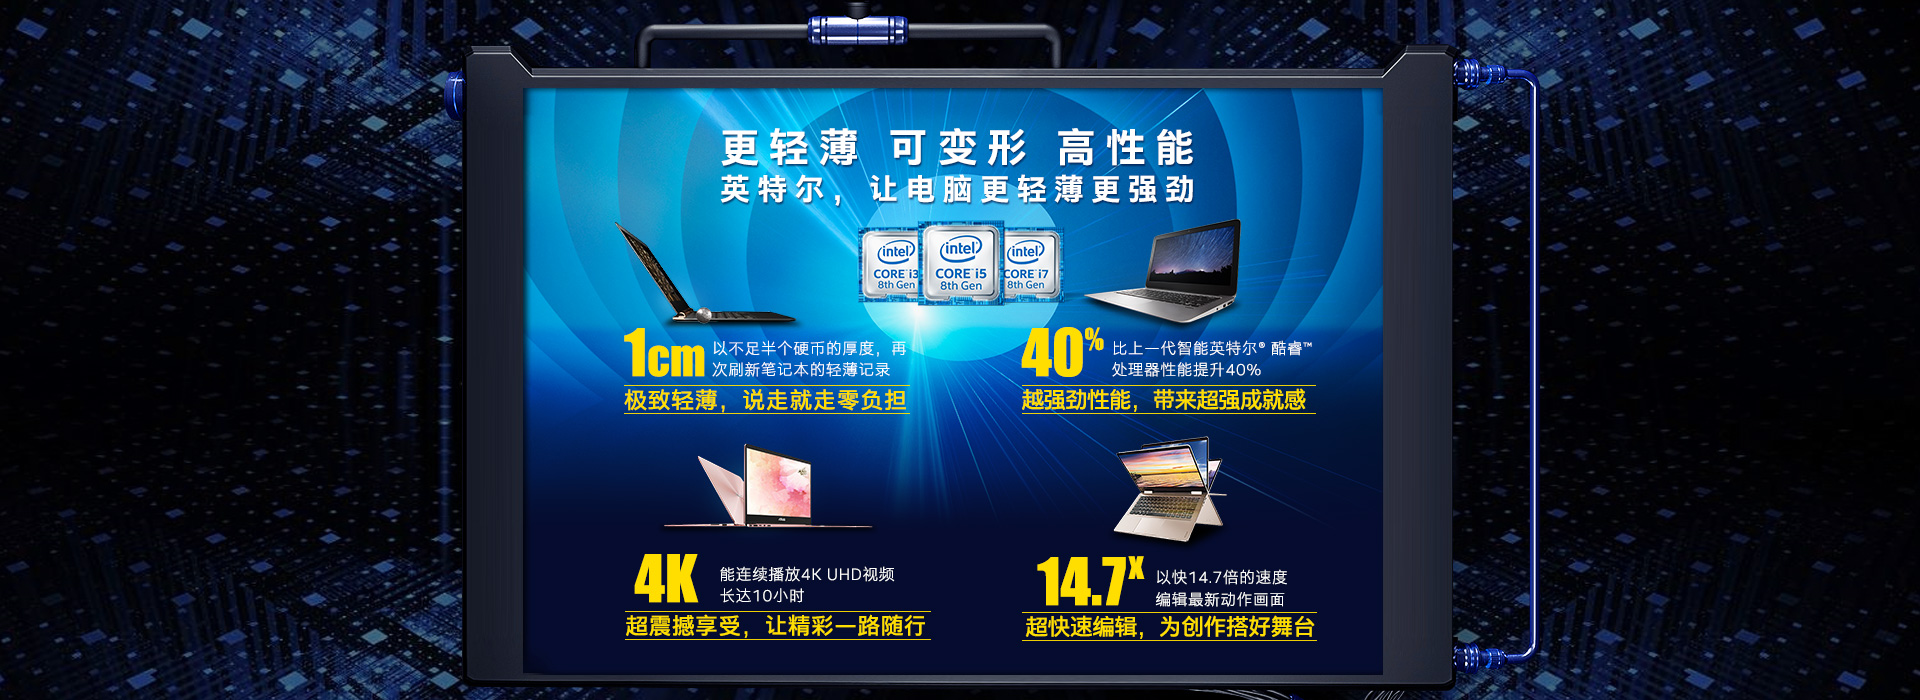 更轻薄 可变形 高性能
英特尔，让电脑更轻薄更强劲
intel
CORE i3
8th Gen
intel
CORE i5
8th Gen
intel
CORE i7
8th Gen
1cm
以不足半个硬币的厚度，再
次刷新笔记本的轻薄记录
极致轻薄，说走就走零负担
40%
比上一代智能英特尔® 酷睿™
处理器性能提升40%
越强劲性能，带来超强成就感
4K
能连续播放4K UHD视频
长达10小时
超震撼享受，让精彩一路随行
14.7x
以快14.7倍的速度
编辑最新动作画面
超快速编辑，为创作搭好舞台